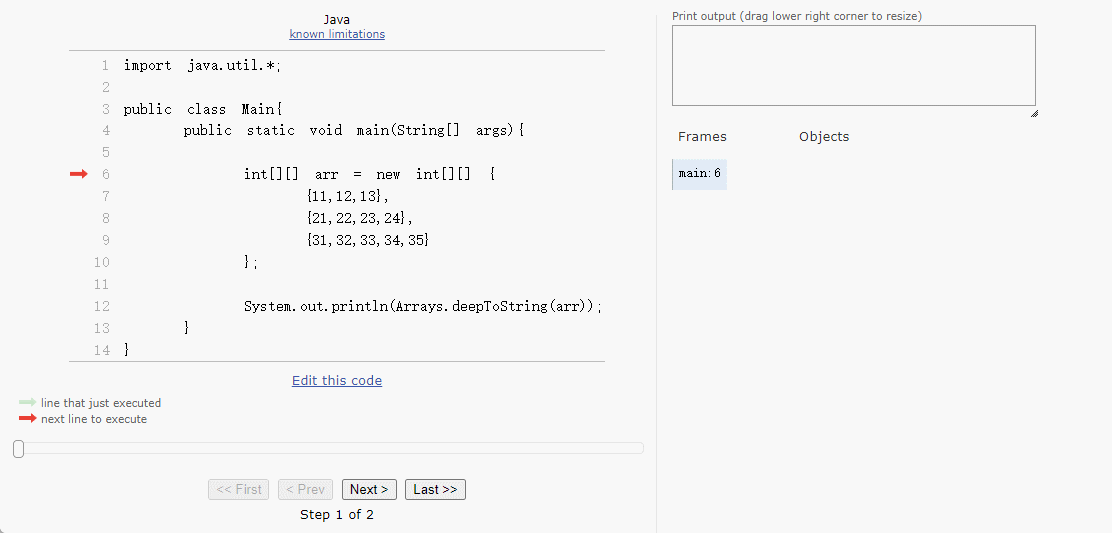 Java
known limitations
1 import java.util.*;
2
3 public class Main{
4 public static void main(String[] args){
5
6 int[][] arr = new int[][] {
7 {11,12,13},
8 {21,22,23,24},
9 {31,32,33,34,35}
10 };
11
12 System.out.println(Arrays.deepToString(arr));
13 }
14 }
Edit this code
line that just executed
next line to execute
<< First < Prev Next > Last >>
Step 1 of 2
Print output (drag lower right corner to resize)
Frames Objects
main:6